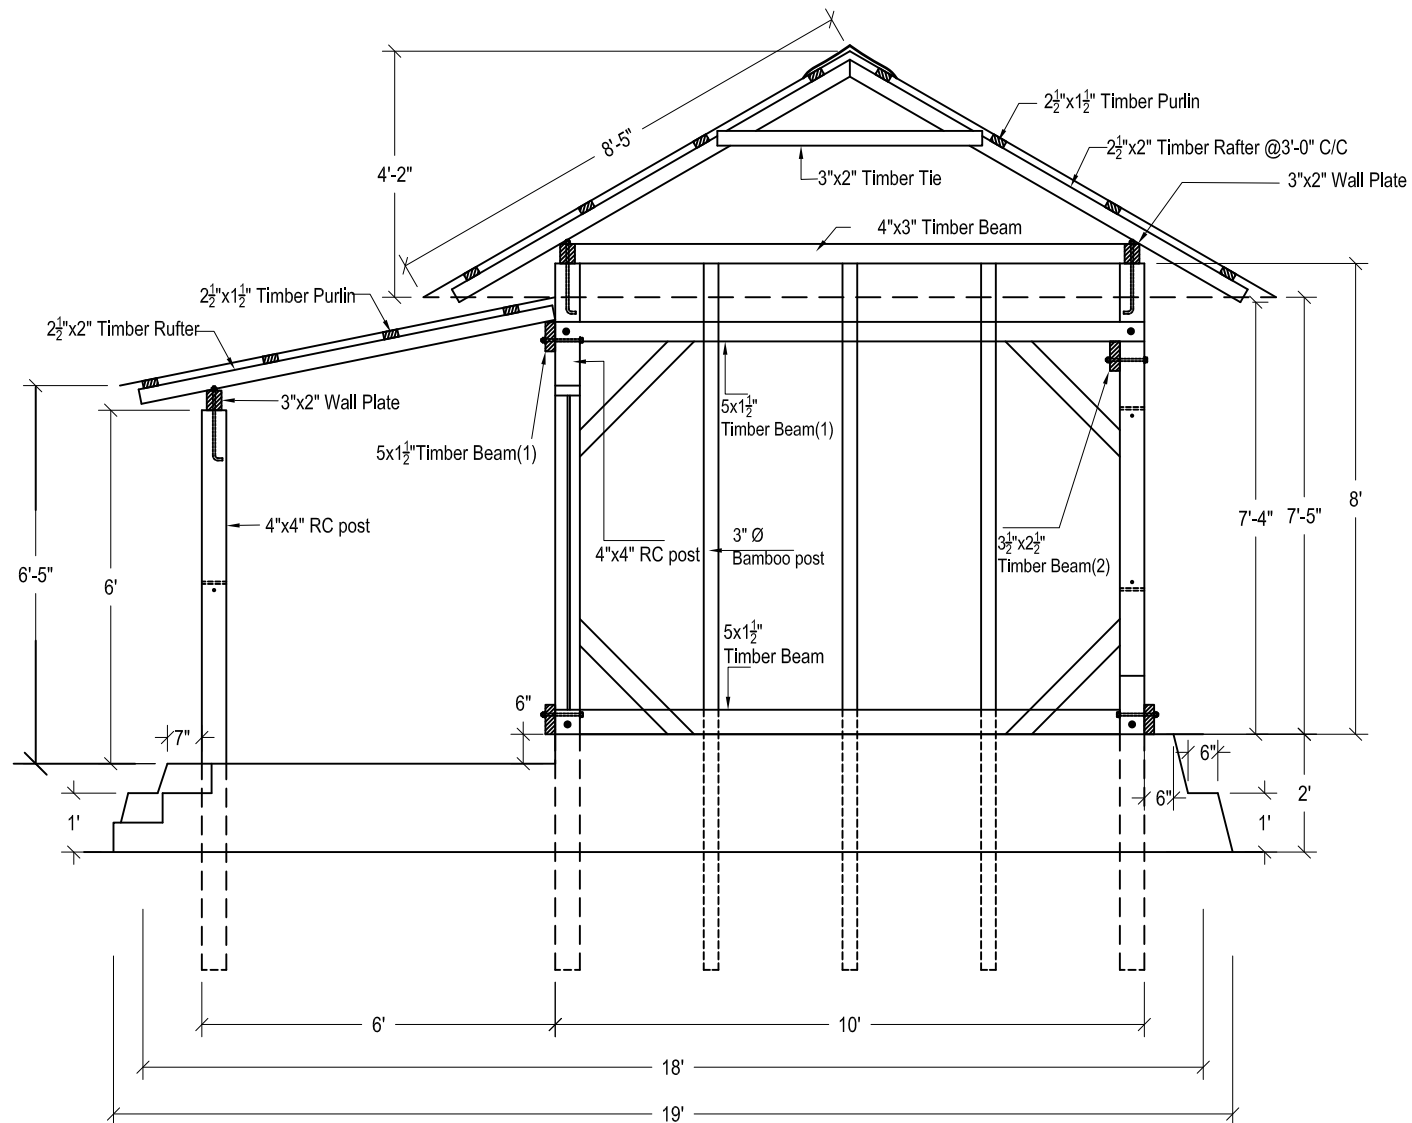 8'-5"
4'-2"
2½"x1½" Timber Purlin
2½"x2" Timber Rafter @3'-0" C/C
3"x2" Timber Tie
3"x2" Wall Plate
4"x3" Timber Beam
2½"x1½" Timber Purlin
2½"x2" Timber Rufter
3"x2" Wall Plate
5x1½"
Timber Beam(1)
5x1½"Timber Beam(1)
4"x4" RC post
4"x4" RC post
3" Ø
Bamboo post
3½"x2½"
Timber Beam(2)
7'-4"
7'-5"
8'
6'-5"
6'
5x1½"
Timber Beam
6"
7"
6"
6"
1'
1'
2'
6'
10'
18'
19'